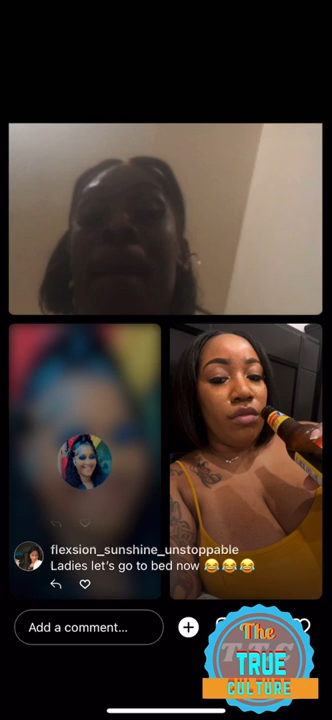 flexsion_sunshine_unstoppable
Ladies let's go to bed now 😂😂😂
Add a comment...
The
TRUE
CULTURE